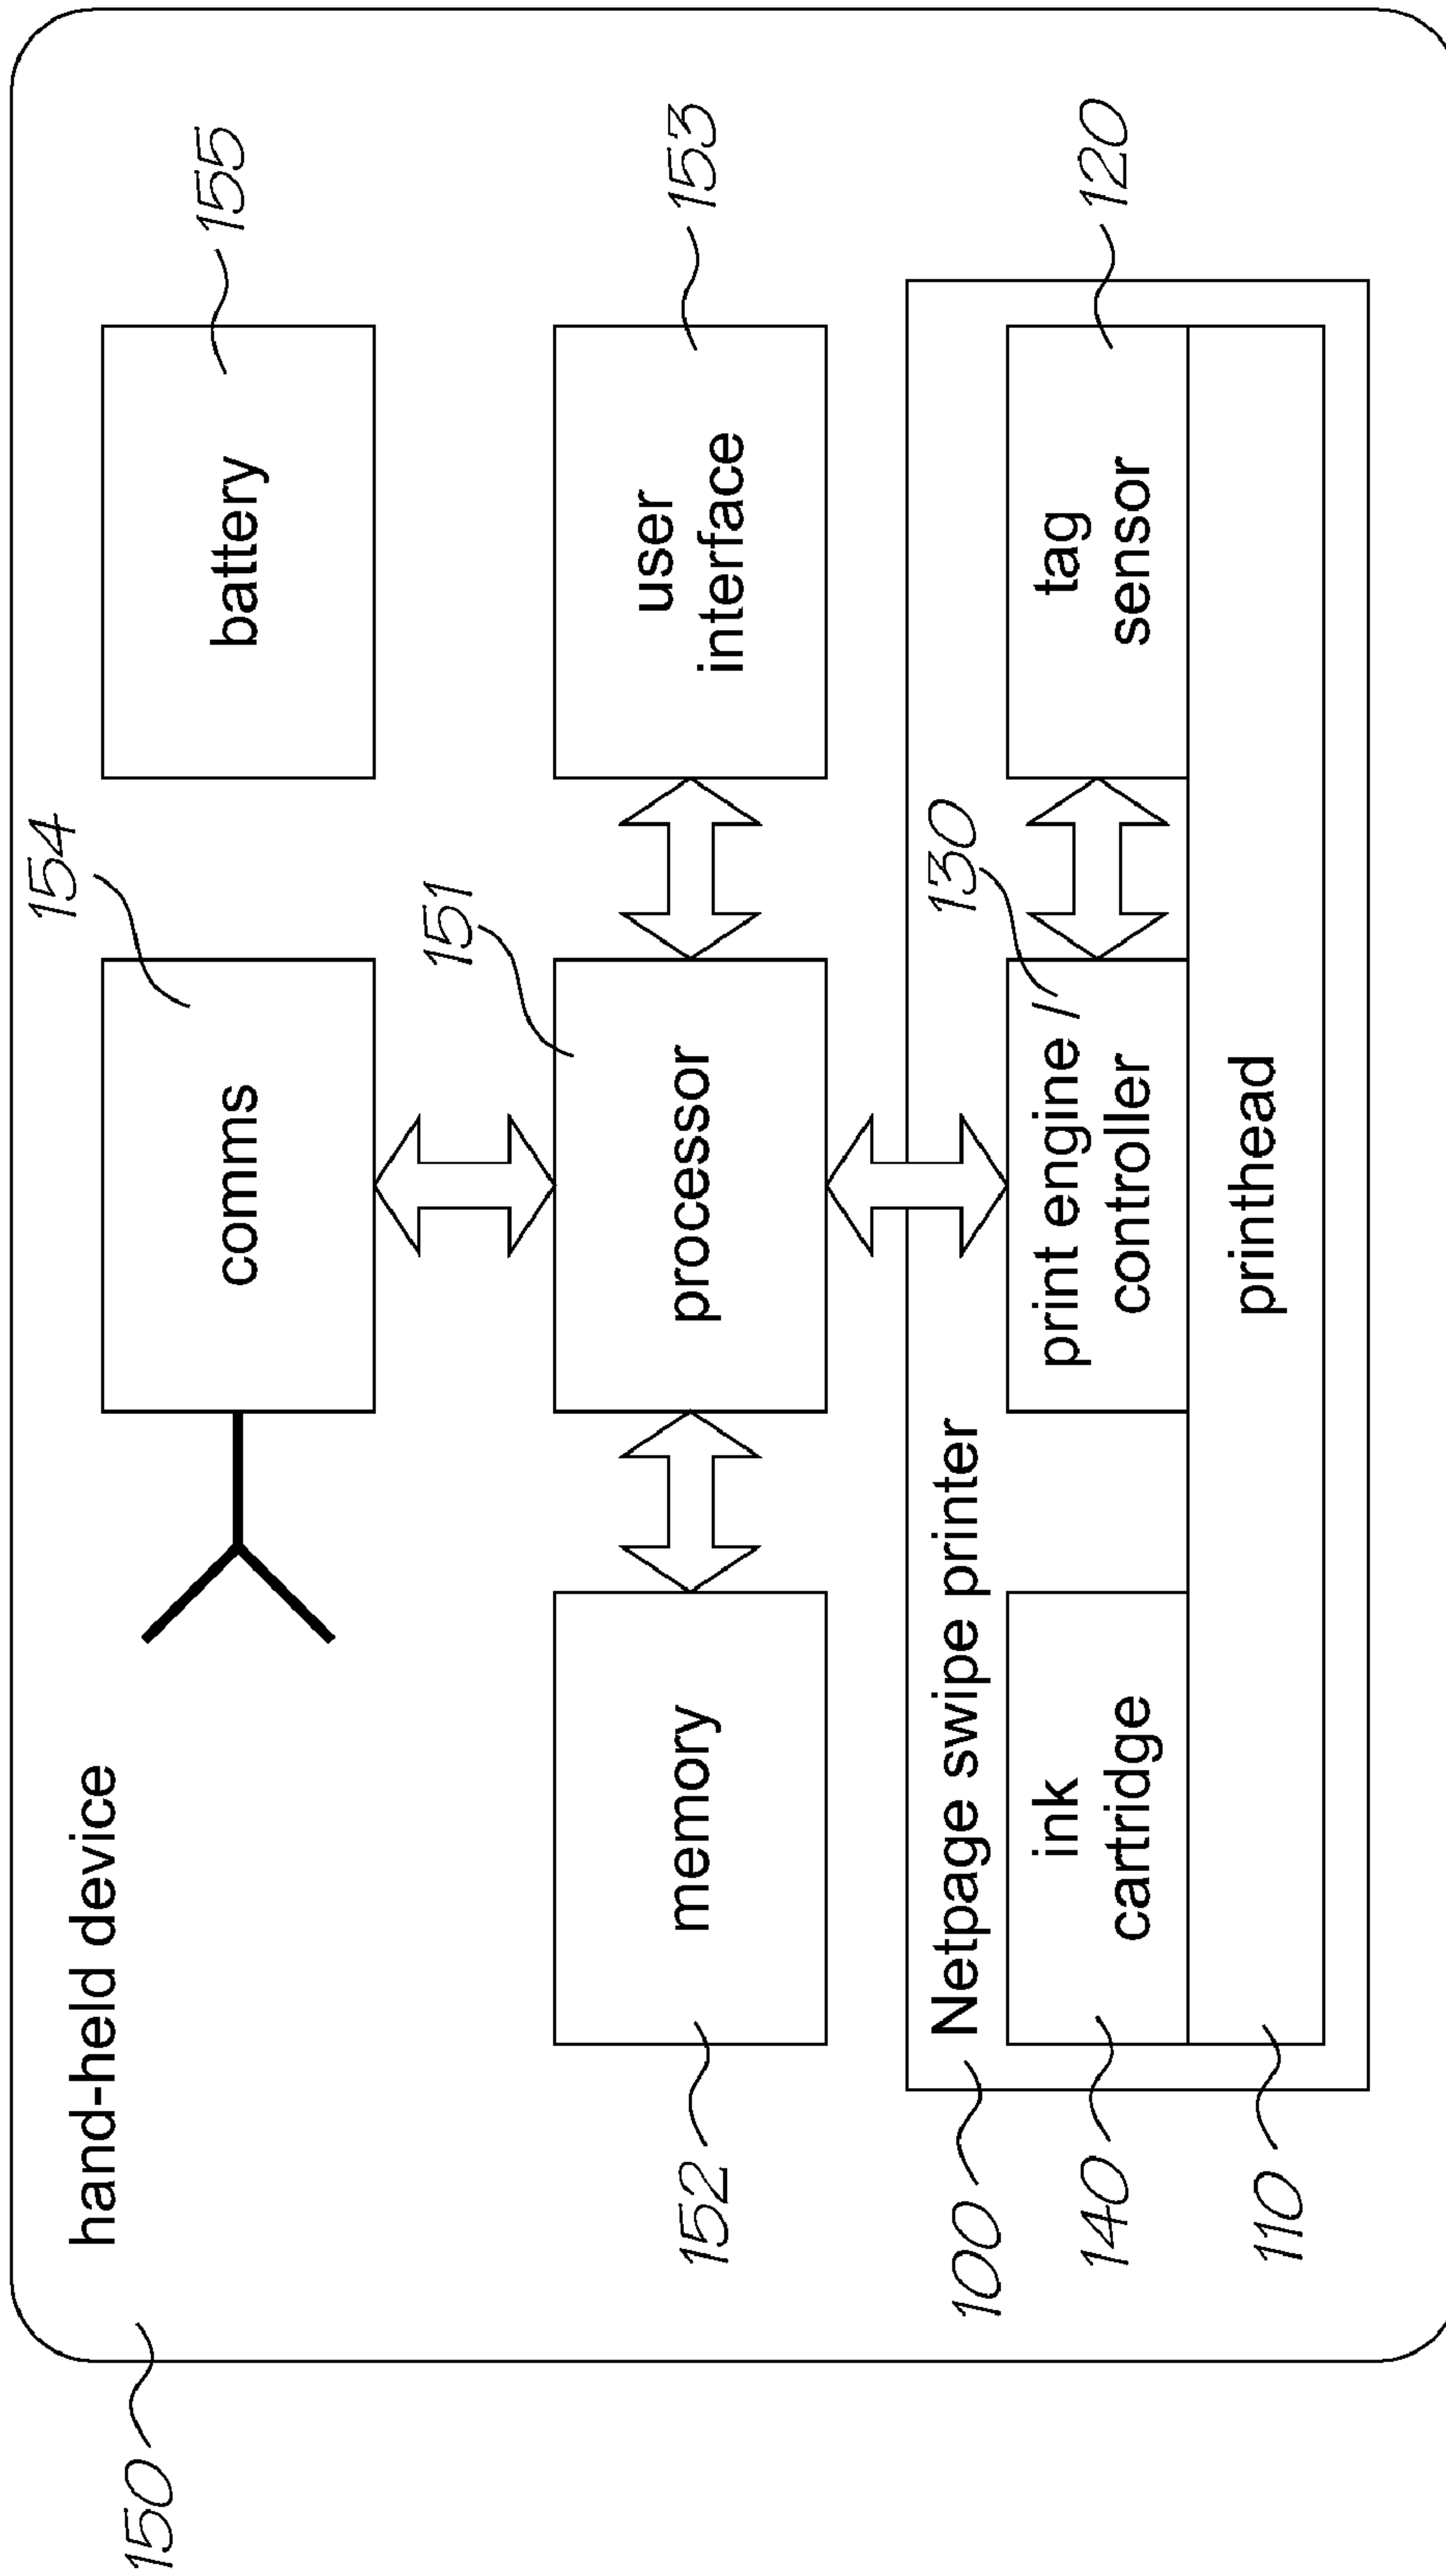 150
hand-held device
154
comms
155
battery
152
memory
151
processor
153
user
interface
100
Netpage swipe printer
130
140
ink
cartridge
print engine /
controller
120
tag
sensor
110
printhead